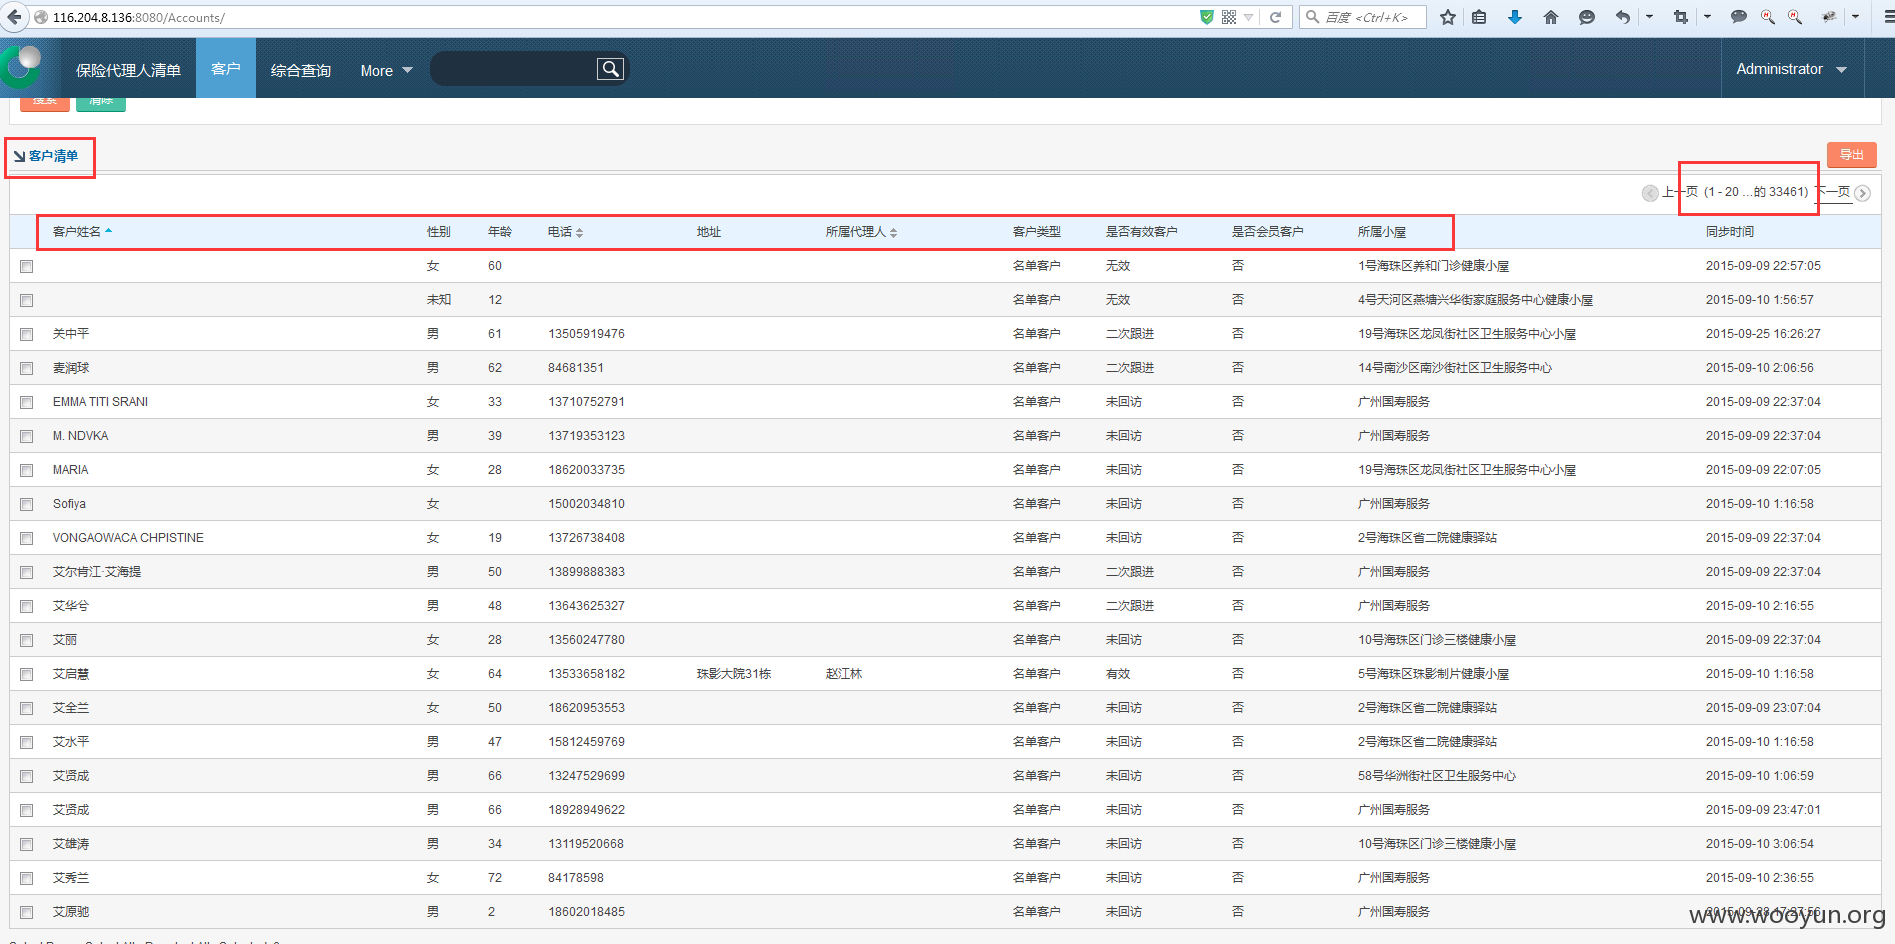 116.204.8.136:8080/Accounts/
百度 <Ctrl+K>
保险代理人清单 客户 综合查询 More Administrator
搜索 清除
客户清单
导出
上一页 (1 - 20 ...的 33461) 下一页
客户姓名 性别 年龄 电话 地址 所属代理人 客户类型 是否有效客户 是否会员客户 所属小屋 同步时间
女 60 名单客户 无效 否 1号海珠区养和门诊健康小屋 2015-09-09 22:57:05
未知 12 名单客户 无效 否 4号天河区燕塘兴华街家庭服务中心健康小屋 2015-09-10 1:56:57
关中平 男 61 13505919476 名单客户 二次跟进 否 19号海珠区龙凤街社区卫生服务中心小屋 2015-09-25 16:26:27
麦润球 男 62 84681351 名单客户 二次跟进 否 14号南沙区南沙街社区卫生服务中心 2015-09-10 2:06:56
EMMA TITI SRANI 女 33 13710752791 名单客户 未回访 否 广州国寿服务 2015-09-09 22:37:04
M. NDVKA 男 39 13719353123 名单客户 未回访 否 广州国寿服务 2015-09-09 22:37:04
MARIA 女 28 18620033735 名单客户 未回访 否 19号海珠区龙凤街社区卫生服务中心小屋 2015-09-09 22:07:05
Sofiya 女 15002034810 名单客户 未回访 否 广州国寿服务 2015-09-10 1:16:58
VONGAOWACA CHPISTINE 女 19 13726738408 名单客户 未回访 否 2号海珠区省二院健康驿站 2015-09-09 22:37:04
艾尔肯江·艾海提 男 50 13899888383 名单客户 二次跟进 否 广州国寿服务 2015-09-09 22:37:04
艾华兮 男 48 13643625327 名单客户 二次跟进 否 广州国寿服务 2015-09-10 2:16:55
艾丽 女 28 13560247780 名单客户 未回访 否 10号海珠区门诊三楼健康小屋 2015-09-09 22:37:04
艾启慧 女 64 13533658182 珠影大院31栋 赵江林 名单客户 有效 否 5号海珠区珠影制片健康小屋 2015-09-10 1:16:58
艾全兰 女 50 18620953553 名单客户 未回访 否 2号海珠区省二院健康驿站 2015-09-09 23:07:04
艾水平 男 47 15812459769 名单客户 未回访 否 2号海珠区省二院健康驿站 2015-09-10 1:16:58
艾贤成 男 66 13247529699 名单客户 未回访 否 58号华洲街社区卫生服务中心 2015-09-10 1:06:59
艾贤成 男 66 18928949622 名单客户 未回访 否 广州国寿服务 2015-09-09 23:47:01
艾雄涛 男 34 13119520668 名单客户 未回访 否 10号海珠区门诊三楼健康小屋 2015-09-10 3:06:54
艾秀兰 女 72 84178598 名单客户 未回访 否 广州国寿服务 2015-09-10 2:36:55
艾原驰 男 2 18602018485 名单客户 未回访 否 广州国寿服务 2015-09-28 17:27:56
www.wooyun.org